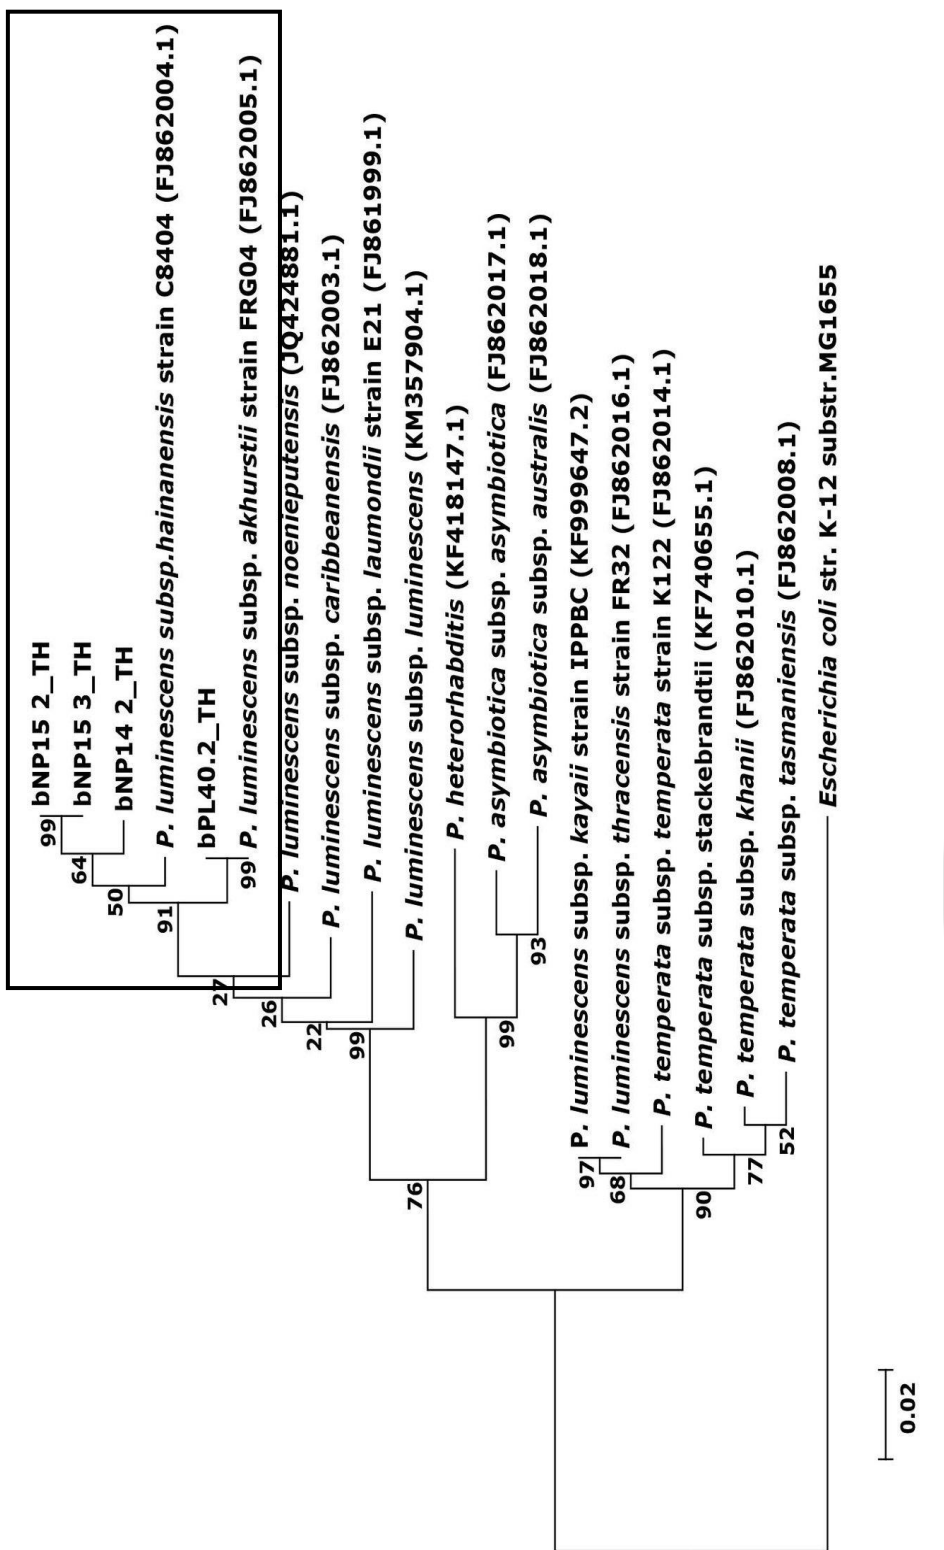 bNP15 2_TH
bNP15 3_TH
bNP14 2_TH
P. luminescens subsp.hainanensis strain C8404 (FJ862004.1)
bPL40.2_TH
P. luminescens subsp. akhurstii strain FRG04 (FJ862005.1)
P. luminescens subsp. noenieputensis (JQ424881.1)
P. luminescens subsp. caribbeanensis (FJ862003.1)
P. luminescens subsp. laumondii strain E21 (FJ861999.1)
P. luminescens subsp. luminescens (KM357904.1)
P. heterorhabditis (KF418147.1)
P. asymbiotica subsp. asymbiotica (FJ862017.1)
P. asymbiotica subsp. australis (FJ862018.1)
P. luminescens subsp. kayaii strain IPPBC (KF999647.2)
P. luminescens subsp. thracensis strain FR32 (FJ862016.1)
P. temperata subsp. temperata strain K122 (FJ862014.1)
P. temperata subsp. stackebrandtii (KF740655.1)
P. temperata subsp. khanii (FJ862010.1)
P. temperata subsp. tasmaniensis (FJ862008.1)
Escherichia coli str. K-12 substr.MG1655
99
64
50
91
99
27
26
22
99
93
99
76
97
68
90
77
52
0.02